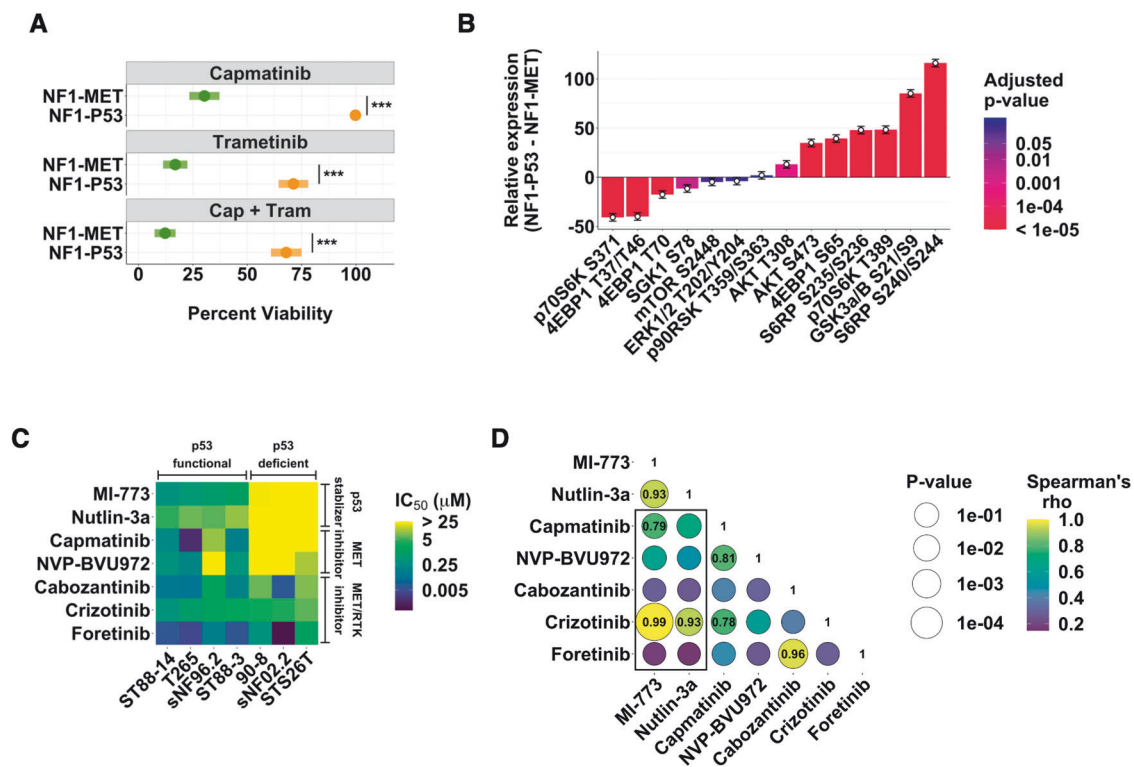 A
Capmatinib
NF1-MET
NF1-P53
***
Trametinib
NF1-MET
NF1-P53
***
Cap + Tram
NF1-MET
NF1-P53
***
0 25 50 75 100
Percent Viability
B
Relative expression
(NF1-P53 - NF1-MET)
100
50
0
-50
p70S6K S371
4EBP1 T37/T46
4EBP1 T70
SGK1 S78
mTOR S2448
ERK1/2 T202/Y204
p90RSK T359/S363
AKT T308
AKT S473
4EBP1 S65
S6RP S235/S236
p70S6K T389
GSK3a/B S21/S9
S6RP S240/S244
Adjusted
p-value
0.05
0.01
0.001
1e-04
< 1e-05
C
p53
functional
p53
deficient
MI-773
Nutlin-3a
Capmatinib
NVP-BVU972
Cabozantinib
Crizotinib
Foretinib
p53
stablizer
MET
inhibitor
MET/RTK
inhibitor
ST88-14
T265
sNF96.2
ST88-3
90-8
sNF02.2
STS26T
IC50 (μM)
> 25
5
0.005
D
MI-773 1
Nutlin-3a 0.93 1
Capmatinib 0.79 1
NVP-BVU972 0.81 1
Cabozantinib 1
Crizotinib 0.99 0.93 0.78 1
Foretinib 0.96 1
MI-773
Nutlin-3a
Capmatinib
NVP-BVU972
Cabozantinib
Crizotinib
Foretinib
P-value
1e-01
1e-02
1e-03
1e-04
Spearman's
rho
1.0
0.8
0.6
0.4
0.2